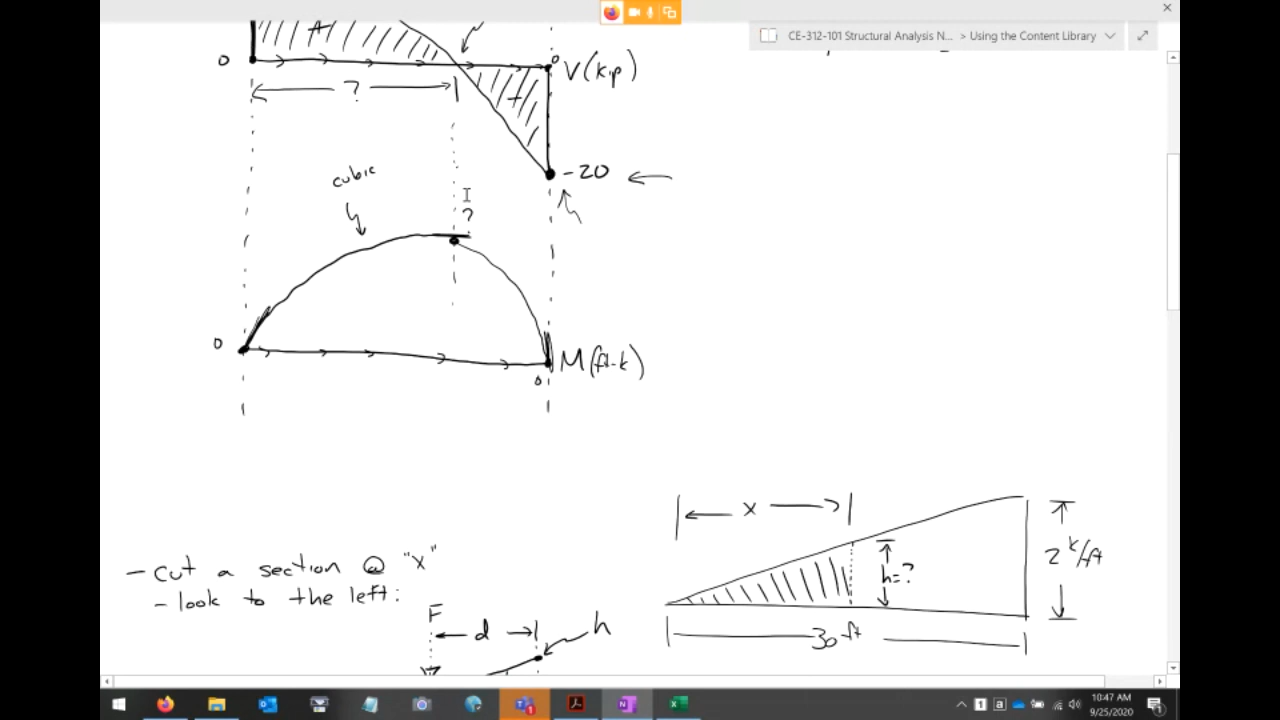 CE-312-101 Structural Analysis N... > Using the Content Library
0
0
V(kip)
?
-20
cubic
?
0
M(ft-k)
0
x
- cut a section @ "x"
- look to the left:
h=?
2 k/ft
30 ft
F
d
h
10:47 AM
9/25/2020